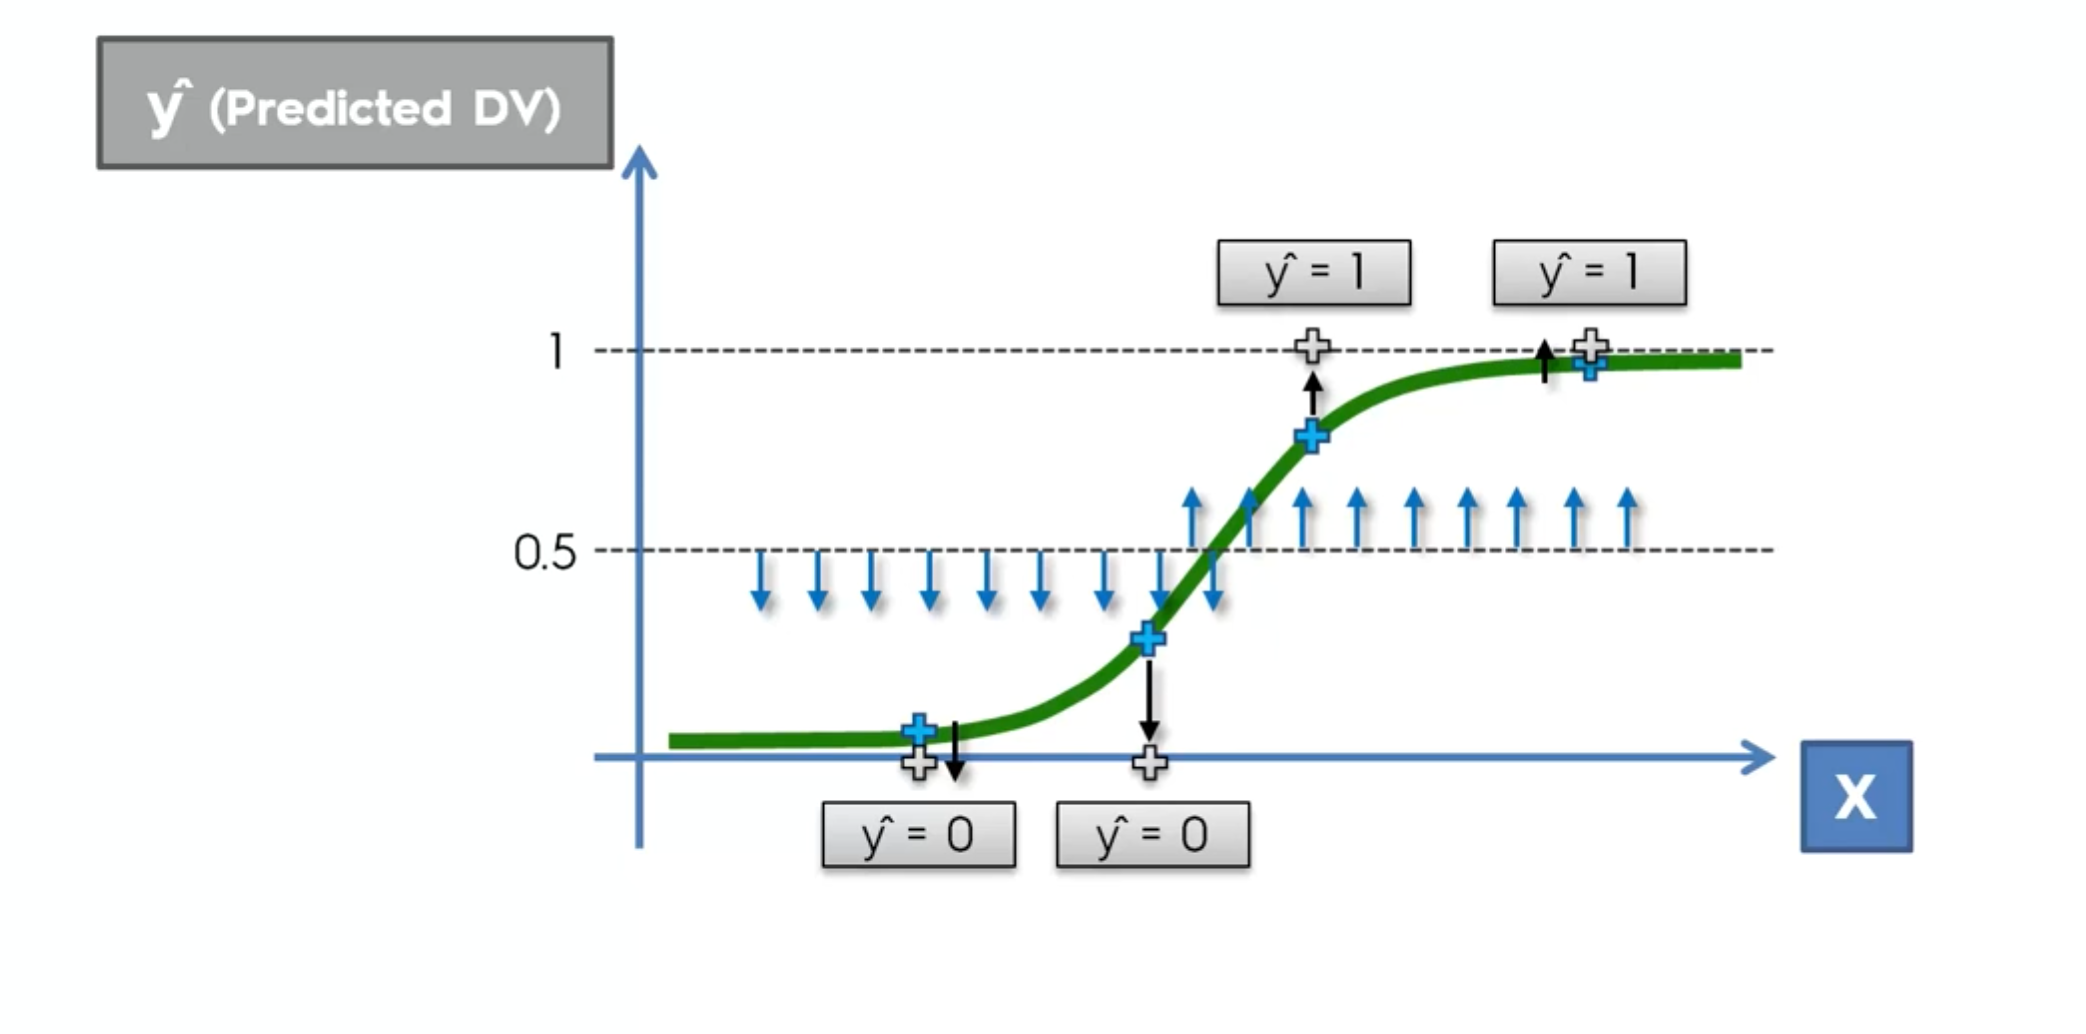 ŷ (Predicted DV)
ŷ = 1
ŷ = 1
1
0.5
X
ŷ = 0
ŷ = 0